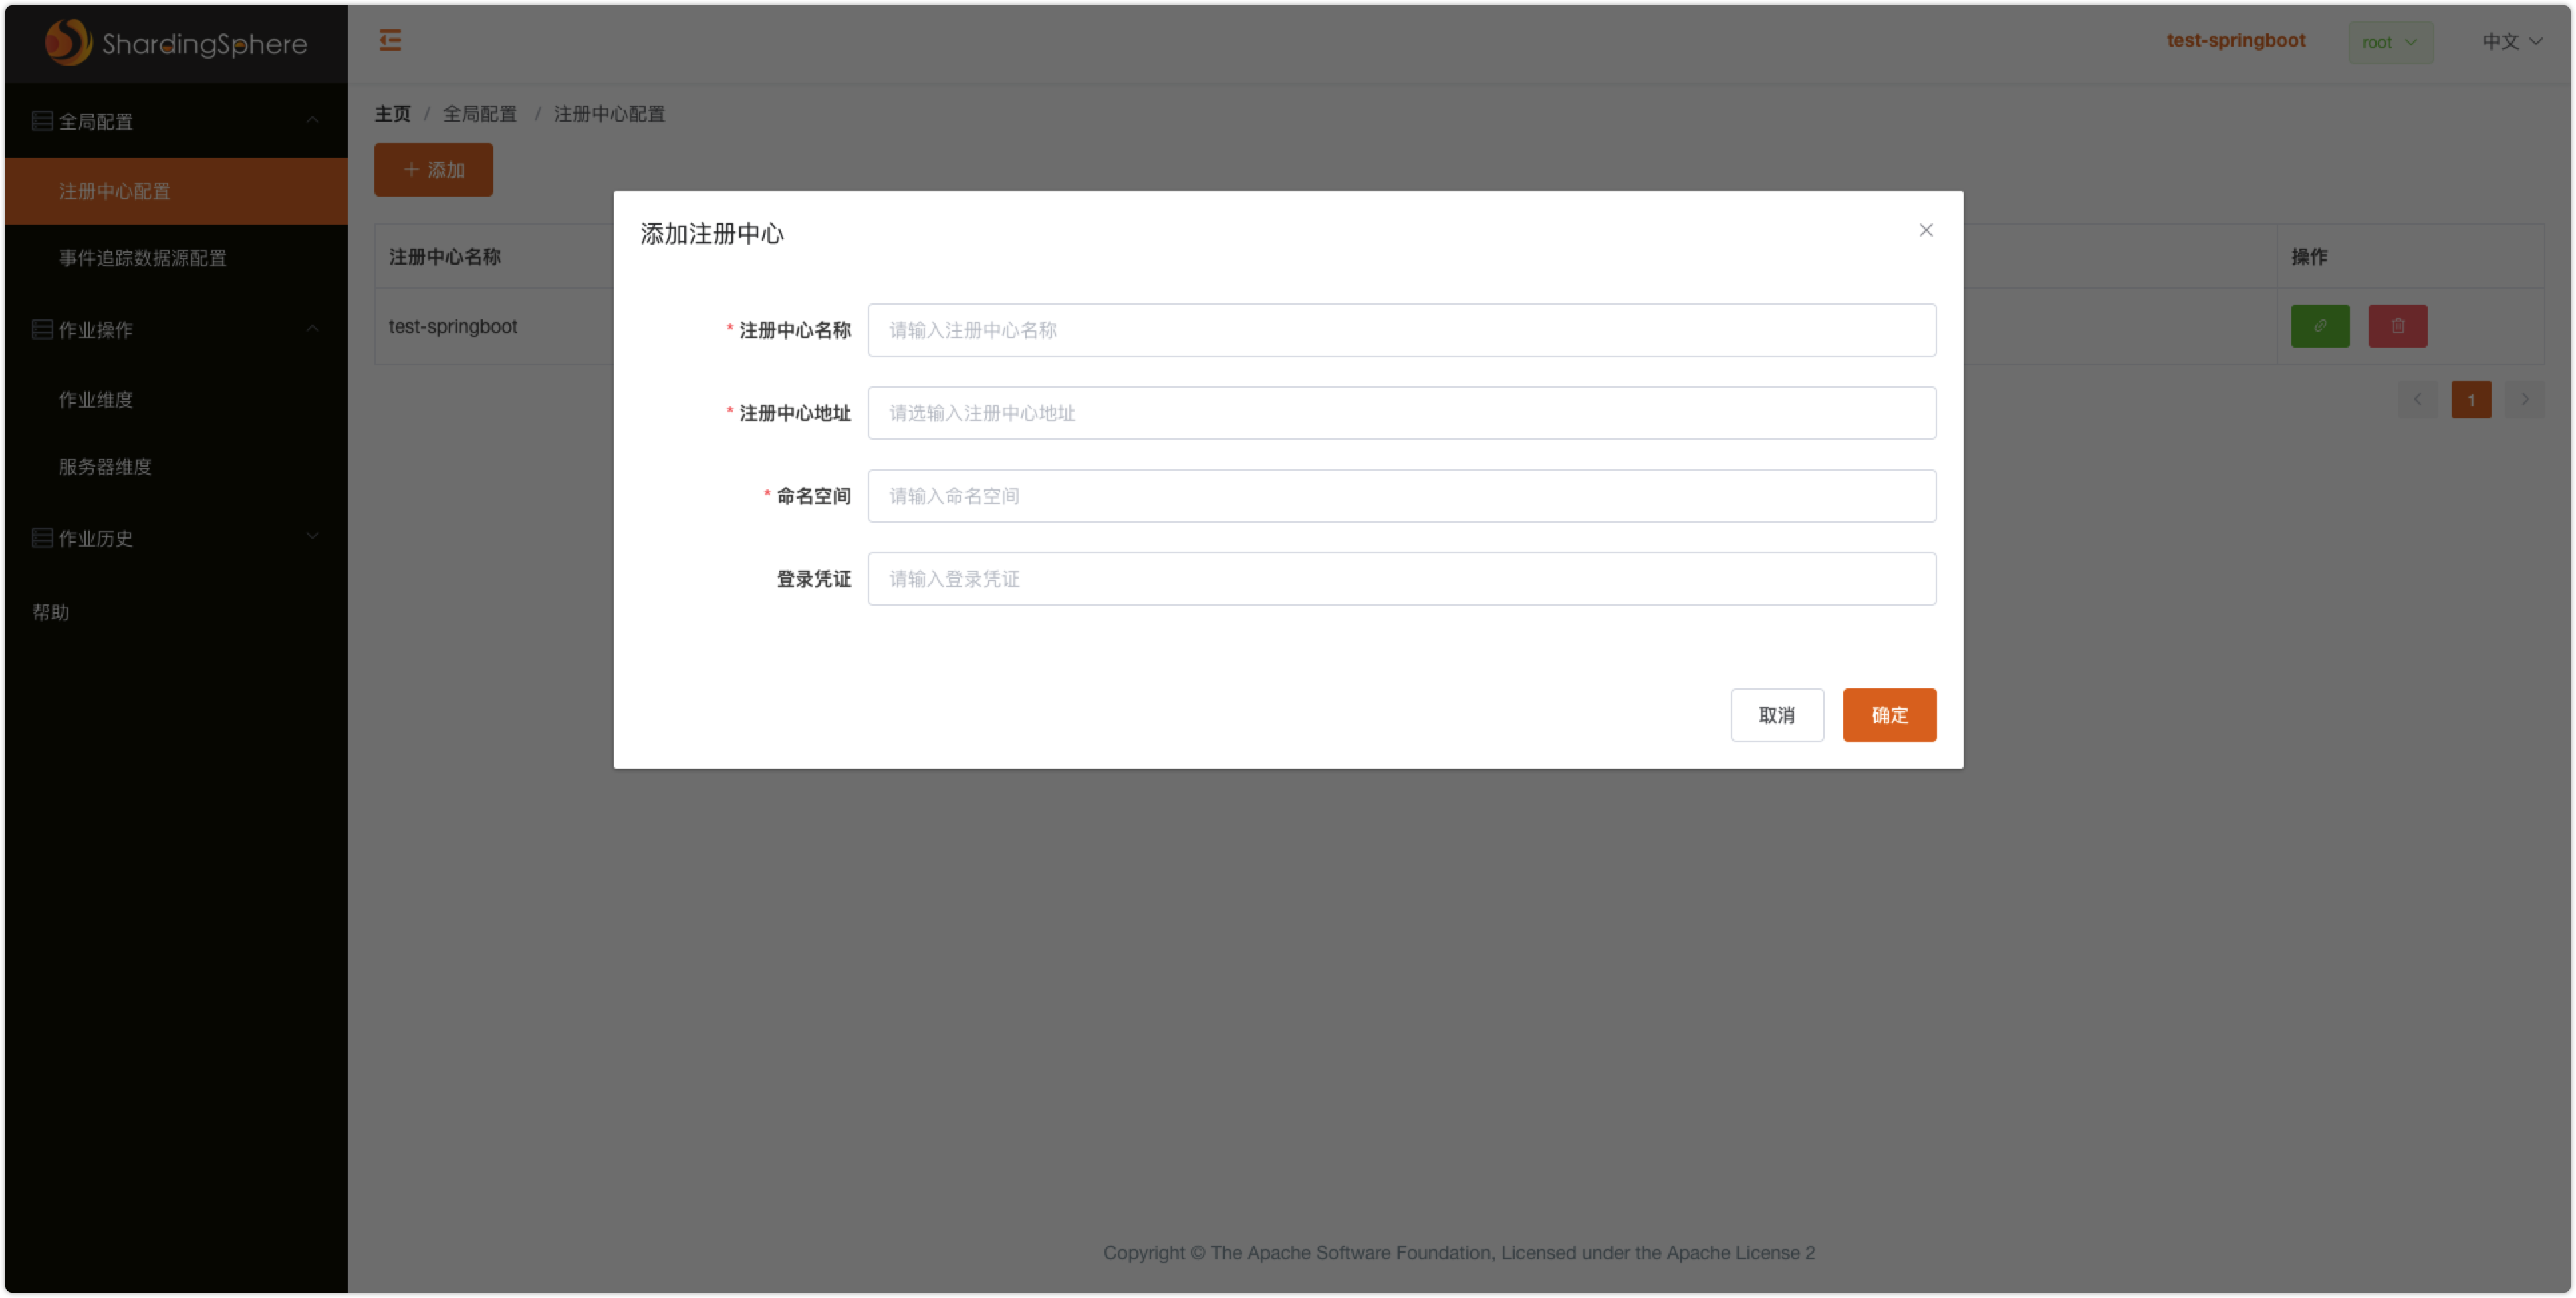 ShardingSphere
test-springboot
root
中文
全局配置
注册中心配置
事件追踪数据源配置
作业操作
作业维度
服务器维度
作业历史
帮助
主页 / 全局配置 / 注册中心配置
+ 添加
注册中心名称
操作
test-springboot
1
添加注册中心
* 注册中心名称 请输入注册中心名称
* 注册中心地址 请选输入注册中心地址
* 命名空间 请输入命名空间
登录凭证 请输入登录凭证
取消 确定
Copyright © The Apache Software Foundation, Licensed under the Apache License 2